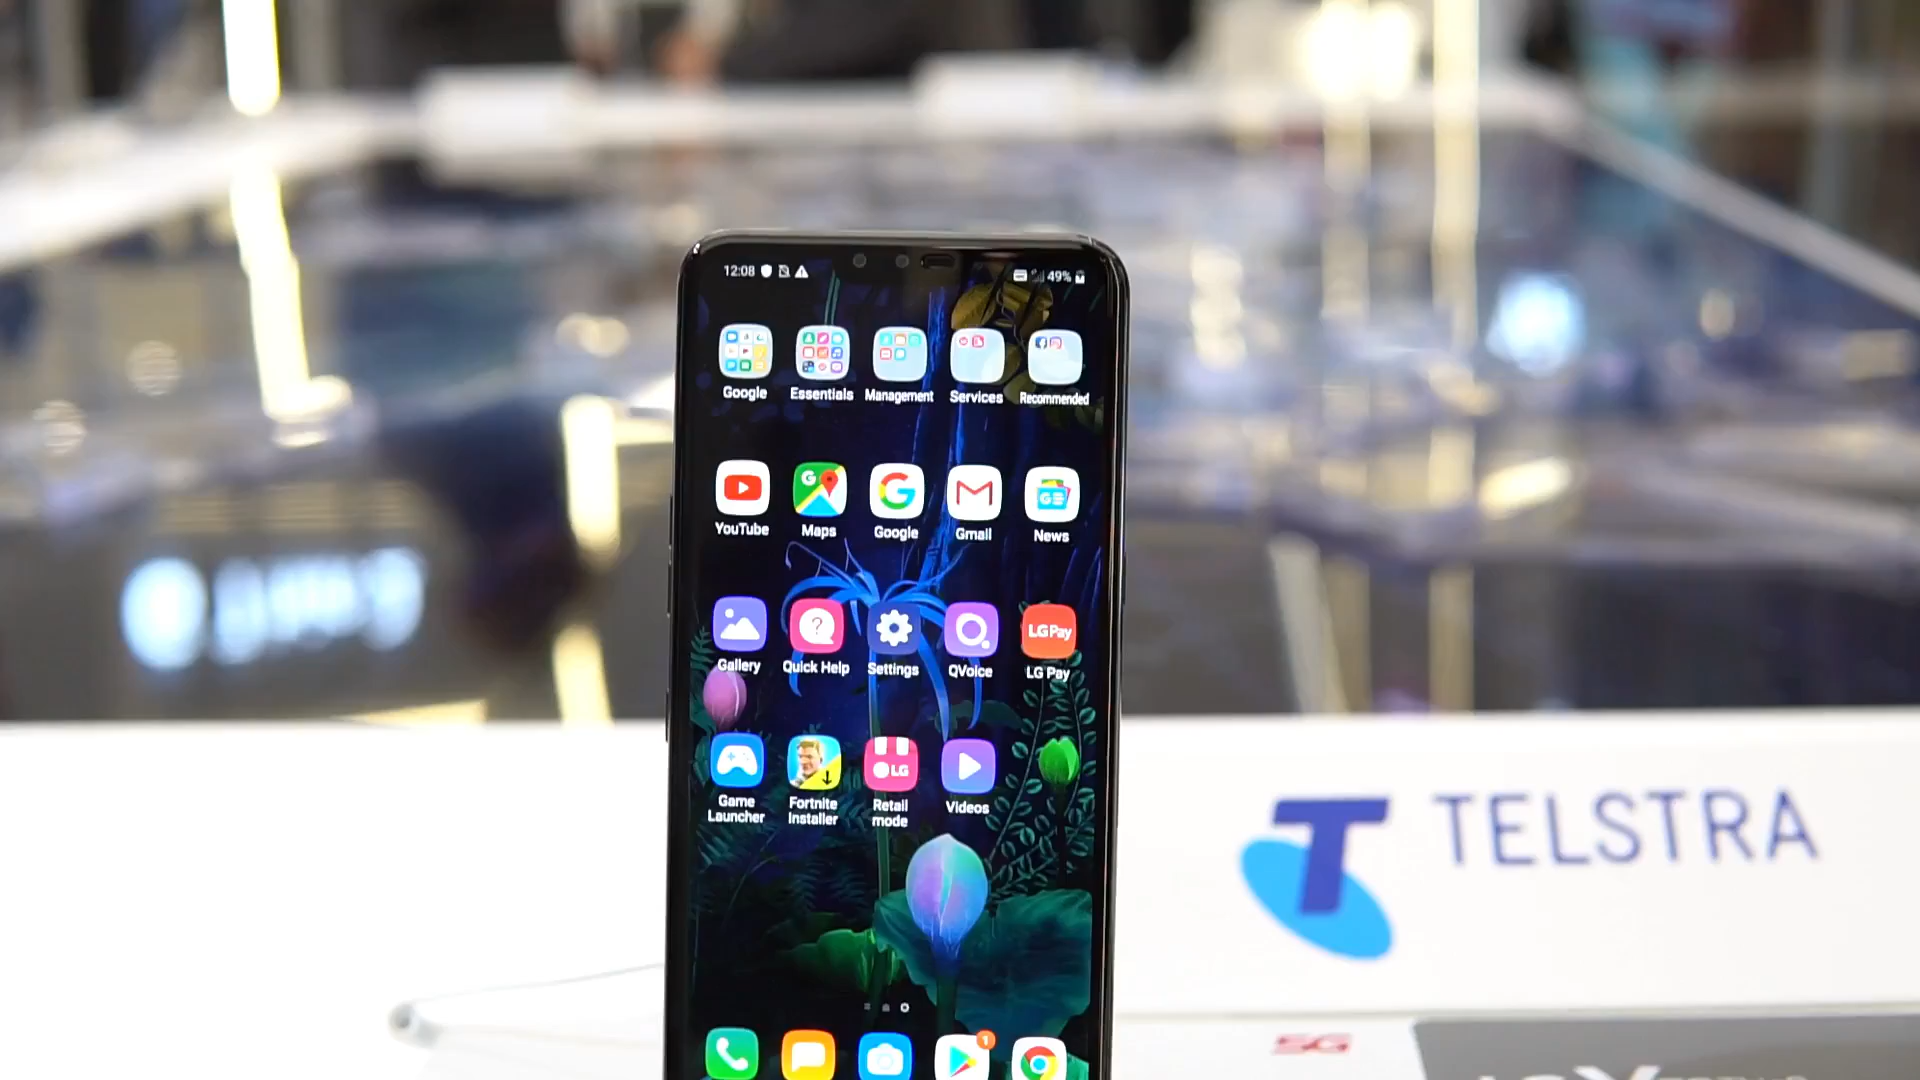 12:08
49%
Google Essentials Management Services Recommended
YouTube Maps Google Gmail News
LG Pay
Gallery Quick Help Settings QVoice LG Pay
LG
Game Launcher
Fortnite Installer
Retail mode
Videos
1
TELSTRA
5G